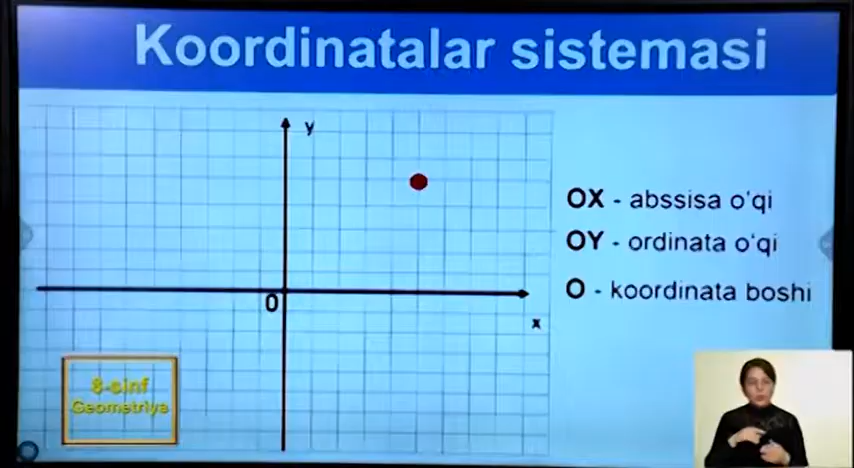 Koordinatalar sistemasi
y
OX - abssisa o'qi
OY - ordinata o'qi
O - koordinata boshi
0
x
8-sinf
Geometriya